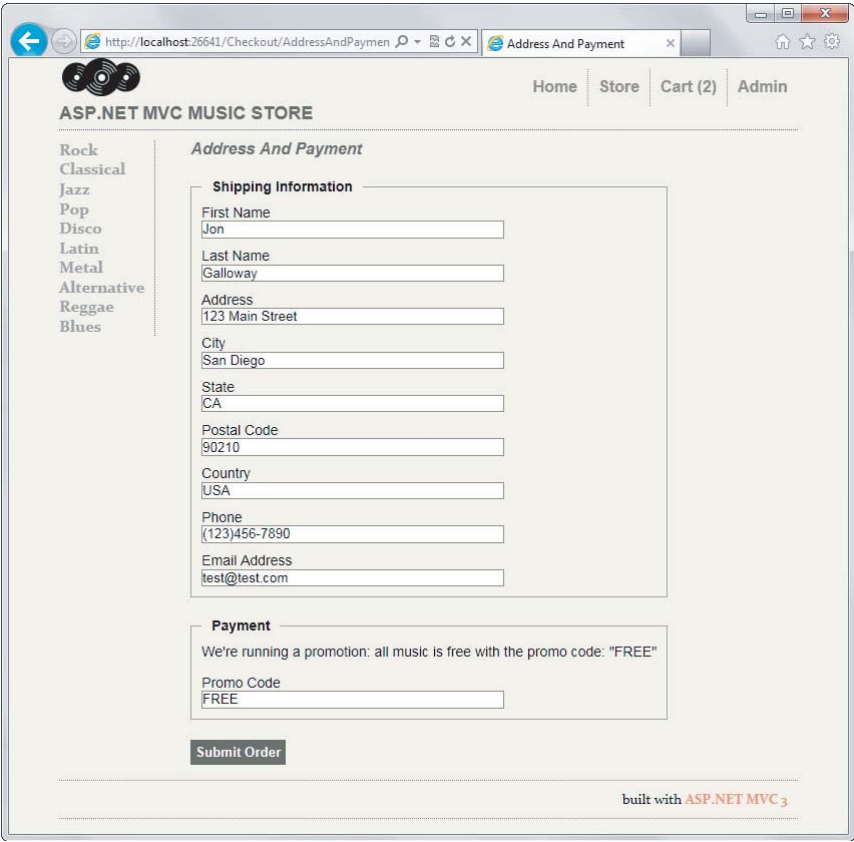 http://localhost:26641/Checkout/AddressAndPaymen
Address And Payment
Home
Store
Cart (2)
Admin
ASP.NET MVC MUSIC STORE
Rock
Classical
Jazz
Pop
Disco
Latin
Metal
Alternative
Reggae
Blues
Address And Payment
Shipping Information
First Name
Jon
Last Name
Galloway
Address
123 Main Street
City
San Diego
State
CA
Postal Code
90210
Country
USA
Phone
(123)456-7890
Email Address
test@test.com
Payment
We're running a promotion: all music is free with the promo code: "FREE"
Promo Code
FREE
Submit Order
built with ASP.NET MVC 3